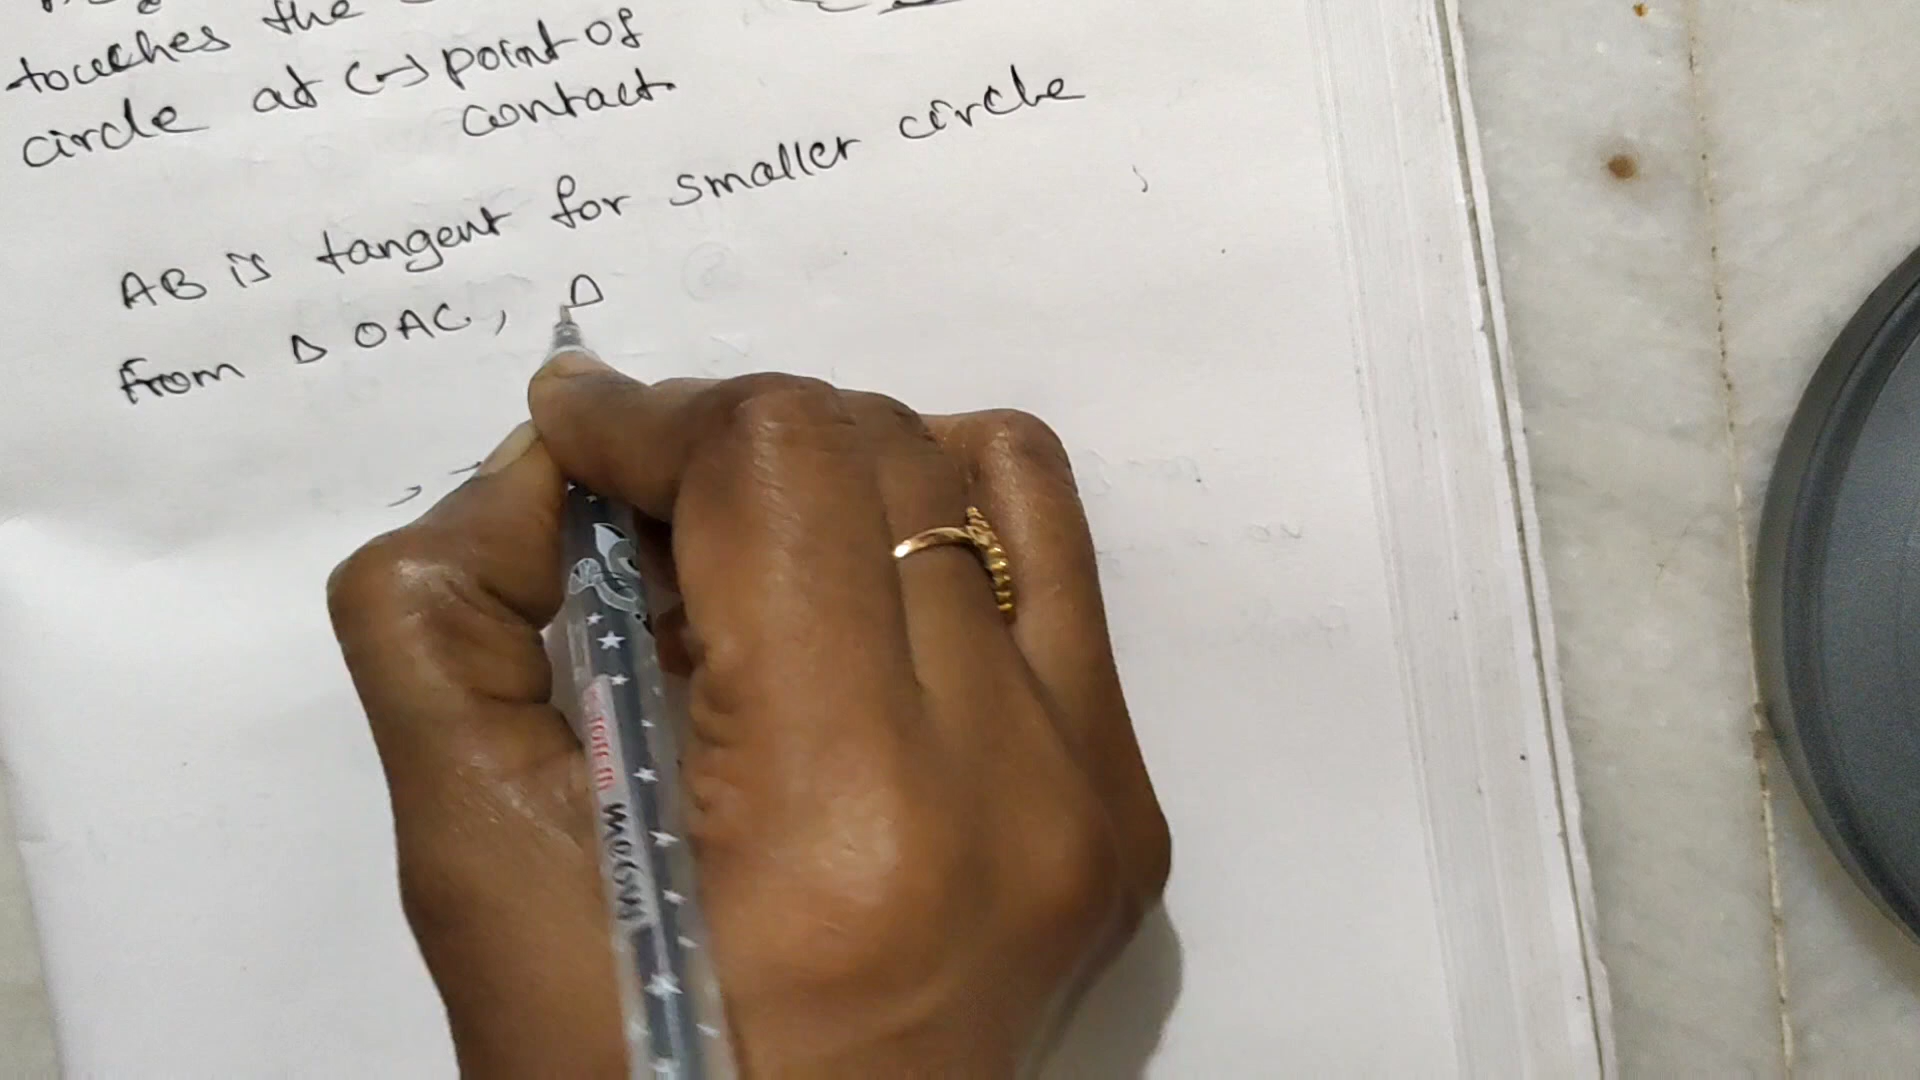 touches the
circle at C → point of
contact
AB is tangent for smaller circle
from Δ OAC, Δ